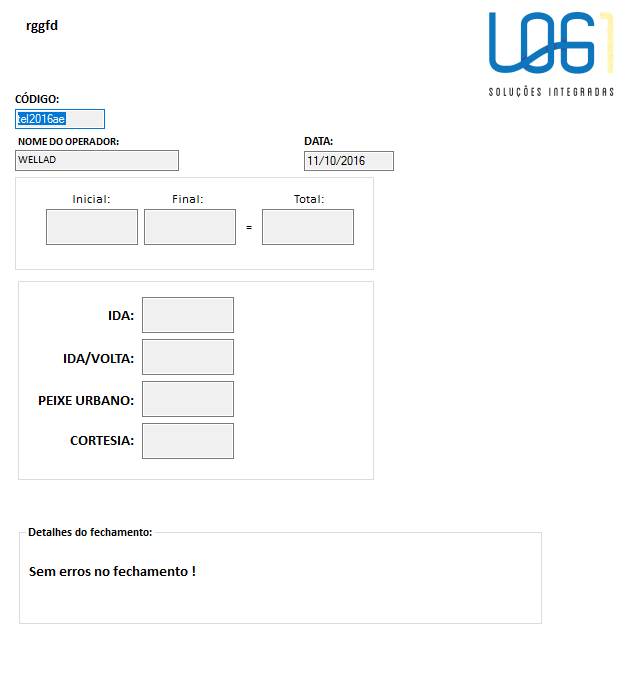 rggfd
LOG1
SOLUÇÕES INTEGRADAS
CÓDIGO:
tel2016ae
NOME DO OPERADOR:
DATA:
WELLAD
11/10/2016
Inicial: Final: Total:
=
IDA:
IDA/VOLTA:
PEIXE URBANO:
CORTESIA:
Detalhes do fechamento:
Sem erros no fechamento !